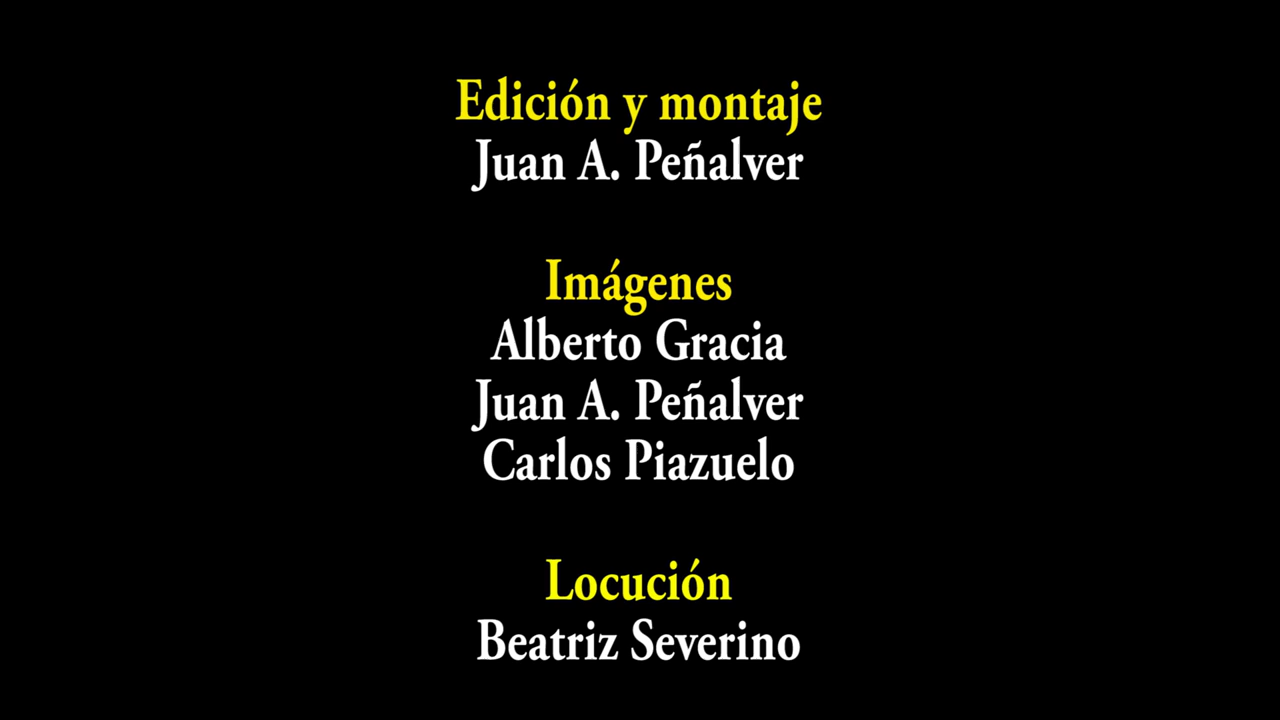 Edición y montaje
Juan A. Peñalver
Imágenes
Alberto Gracia
Juan A. Peñalver
Carlos Piazuelo
Locución
Beatriz Severino